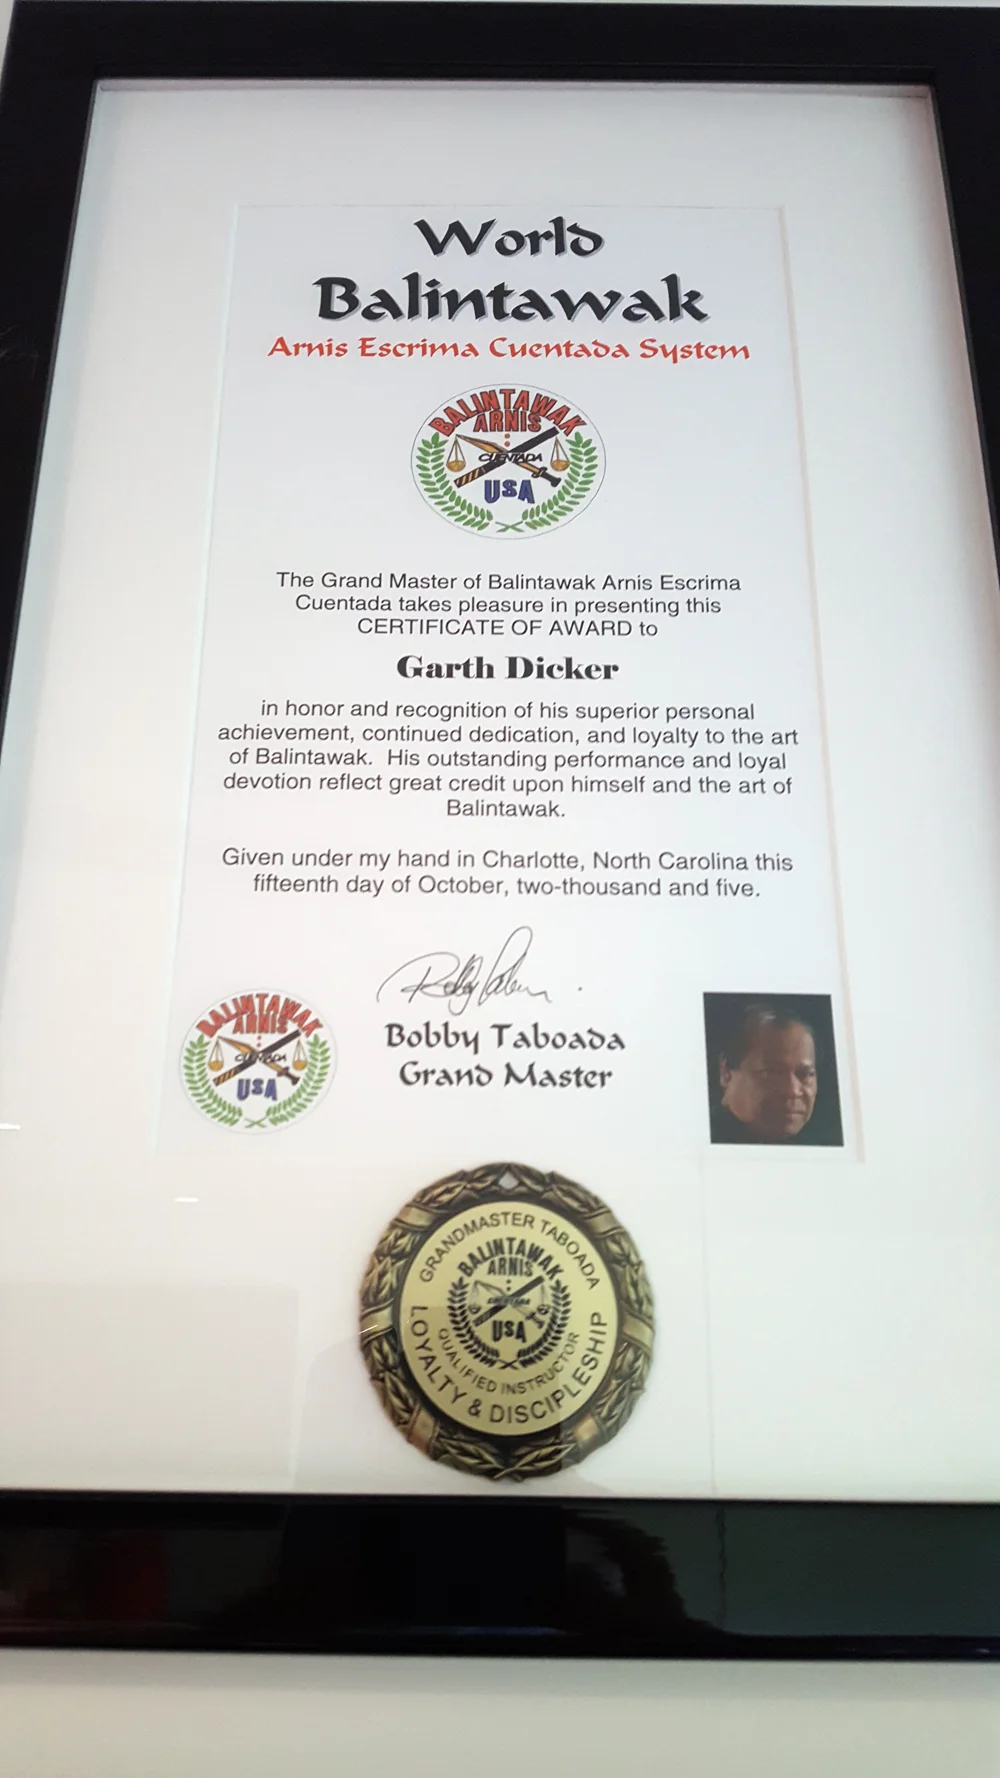 World
Balintawak
Arnis Escrima Cuentada System
BALINTAWAK
ARNIS
CUENTADA
USA
The Grand Master of Balintawak Arnis Escrima
Cuentada takes pleasure in presenting this
CERTIFICATE OF AWARD to
Garth Dicker
in honor and recognition of his superior personal
achievement, continued dedication, and loyalty to the art
of Balintawak. His outstanding performance and loyal
devotion reflect great credit upon himself and the art of
Balintawak.
Given under my hand in Charlotte, North Carolina this
fifteenth day of October, two-thousand and five.
Bobby Taboada
Grand Master
BALINTAWAK
ARNIS
CUENTADA
USA
GRANDMASTER TABOADA
BALINTAWAK
ARNIS
CUENTADA
USA
QUALIFIED INSTRUCTOR
LOYALTY & DISCIPLESHIP